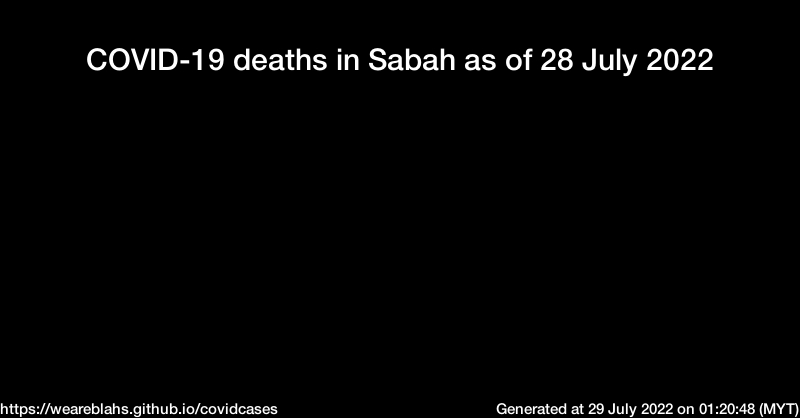 COVID-19 deaths in Sabah as of 28 July 2022
https://weareblahs.github.io/covidcases
Generated at 29 July 2022 on 01:20:48 (MYT)